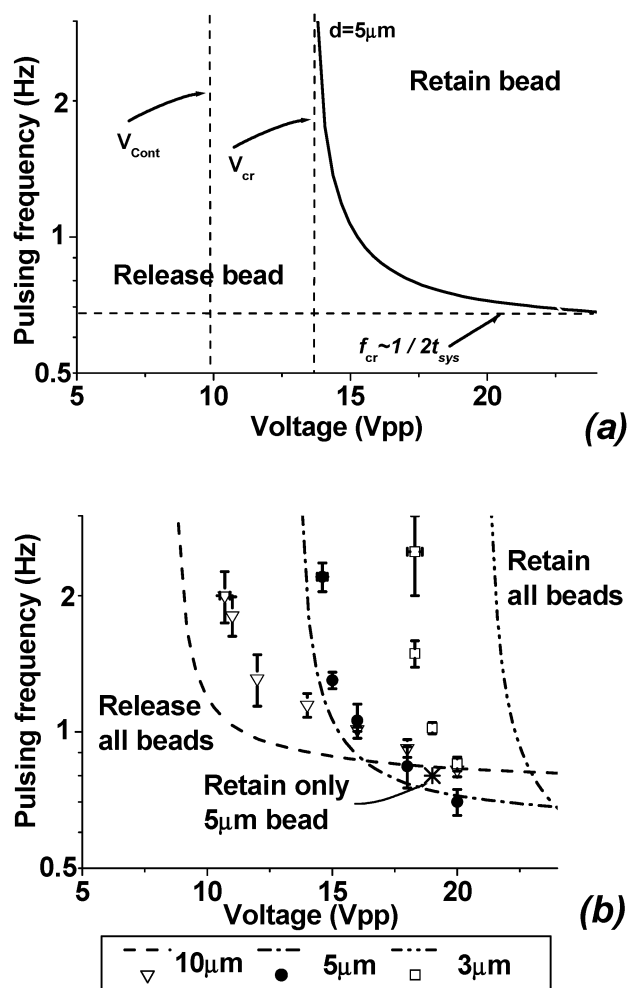 d=5μm
Retain bead
2
V_Cont
V_cr
1
Release bead
f_cr~1 / 2t_sys
0.5
5
10
15
20
Pulsing frequency (Hz)
Voltage (Vpp)
(a)
2
Retain
all beads
Release
all beads
1
Retain only
5μm bead
0.5
5
10
15
20
Pulsing frequency (Hz)
Voltage (Vpp)
(b)
10μm 5μm 3μm